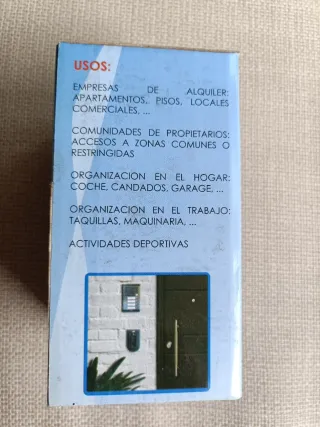 USOS:
EMPRESAS DE ALQUILER:
APARTAMENTOS, PISOS, LOCALES
COMERCIALES, ...
COMUNIDADES DE PROPIETARIOS:
ACCESOS A ZONAS COMUNES O
RESTRINGIDAS
ORGANIZACION EN EL HOGAR:
COCHE, CANDADOS, GARAGE, ...
ORGANIZACION EN EL TRABAJO:
TAQUILLAS, MAQUINARIA, ...
ACTIVIDADES DEPORTIVAS